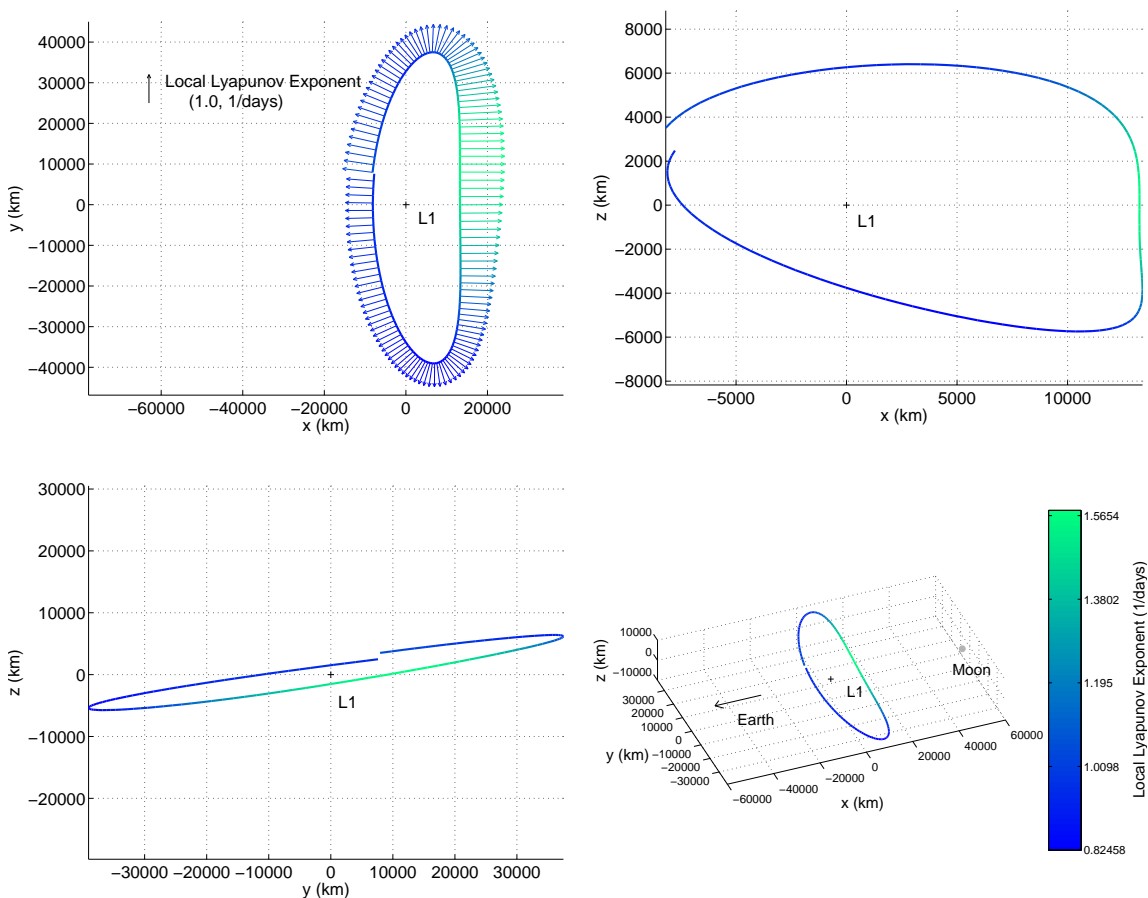 40000
30000
20000
10000
0
−10000
−20000
−30000
−40000
y (km)
Local Lyapunov Exponent
(1.0, 1/days)
L1
−60000 −40000 −20000 0 20000
x (km)
8000
6000
4000
2000
0
−2000
−4000
−6000
−8000
z (km)
L1
−5000 0 5000 10000
x (km)
30000
20000
10000
0
−10000
−20000
z (km)
L1
−30000 −20000 −10000 0 10000 20000 30000
y (km)
10000
0
−10000
z (km)
30000
20000
10000
0
−10000
−20000
−30000
y (km)
Earth
L1
Moon
−60000
−40000
−20000
0
20000
40000
60000
x (km)
1.5654
1.3802
1.195
1.0098
0.82458
Local Lyapunov Exponent (1/days)